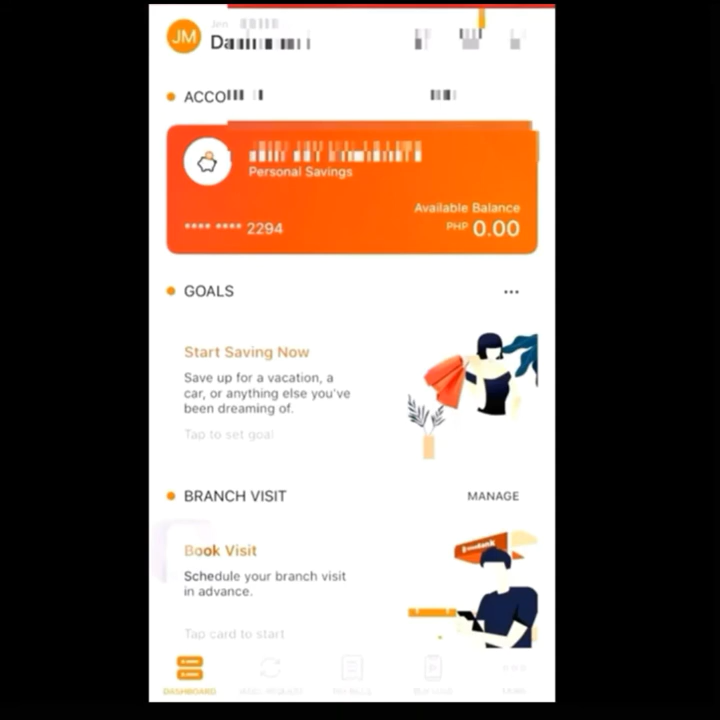 JM
Personal Savings
Available Balance
**** **** 2294
PHP 0.00
GOALS
...
Start Saving Now
Save up for a vacation, a
car, or anything else you've
been dreaming of.
Tap to set goal
BRANCH VISIT
MANAGE
Book Visit
Schedule your branch visit
in advance.
Tap card to start
DASHBOARD